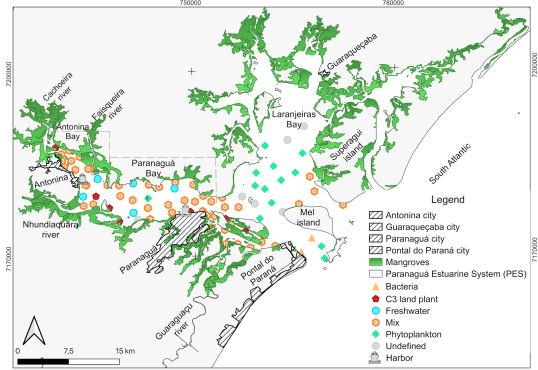 750000
780000
7200000
7200000
Guaraqueçaba
Cachoeira
river
Faisqueira
river
Antonina
Bay
Laranjeiras
Bay
Superagui
island
Paranaguá
Bay
Antonina
South Atlantic
Nhundiaquára
river
Mel
island
Paranaguá
Pontal do
Paraná
Guaraguaçu
river
7170000
7170000
Legend
Antonina city
Guaraqueçaba city
Paranaguá city
Pontal do Paraná city
Mangroves
Paranaguá Estuarine System (PES)
Bacteria
C3 land plant
Freshwater
Mix
Phytoplankton
Undefined
Harbor
0 7,5 15 km